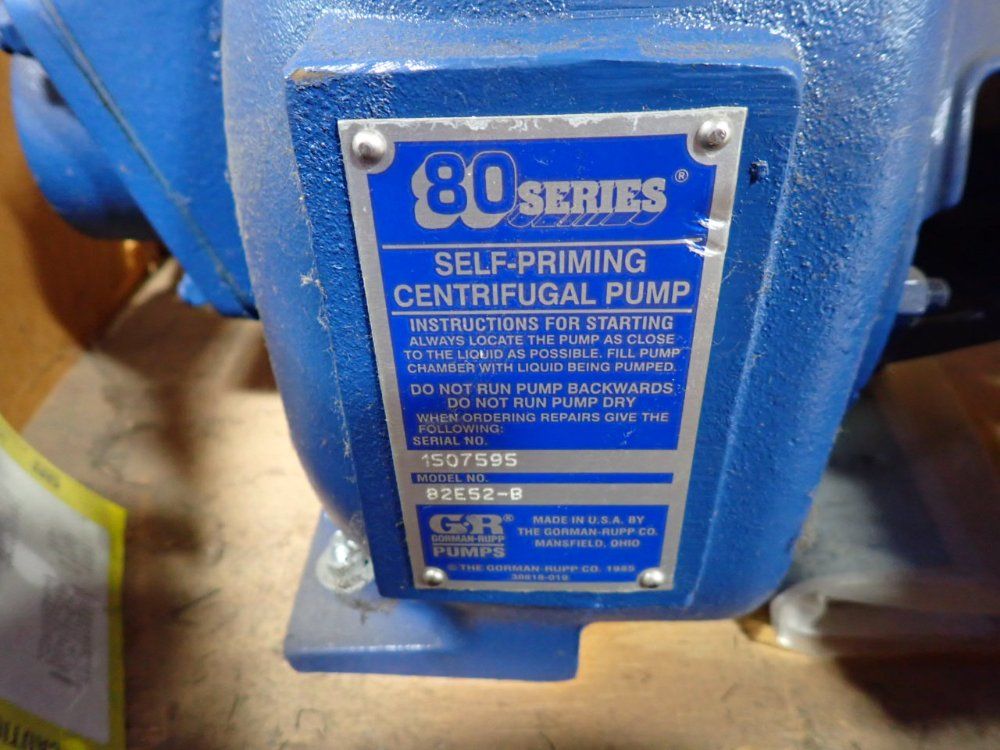 80 SERIES ®
SELF-PRIMING
CENTRIFUGAL PUMP
INSTRUCTIONS FOR STARTING
ALWAYS LOCATE THE PUMP AS CLOSE
TO THE LIQUID AS POSSIBLE. FILL PUMP
CHAMBER WITH LIQUID BEING PUMPED.
DO NOT RUN PUMP BACKWARDS
DO NOT RUN PUMP DRY
WHEN ORDERING REPAIRS GIVE THE
FOLLOWING:
SERIAL NO.
1507595
MODEL NO.
82E52-B
GR®
GORMAN-RUPP
PUMPS
MADE IN U.S.A. BY
THE GORMAN-RUPP CO.
MANSFIELD, OHIO
© THE GORMAN-RUPP CO. 1985
38818-019